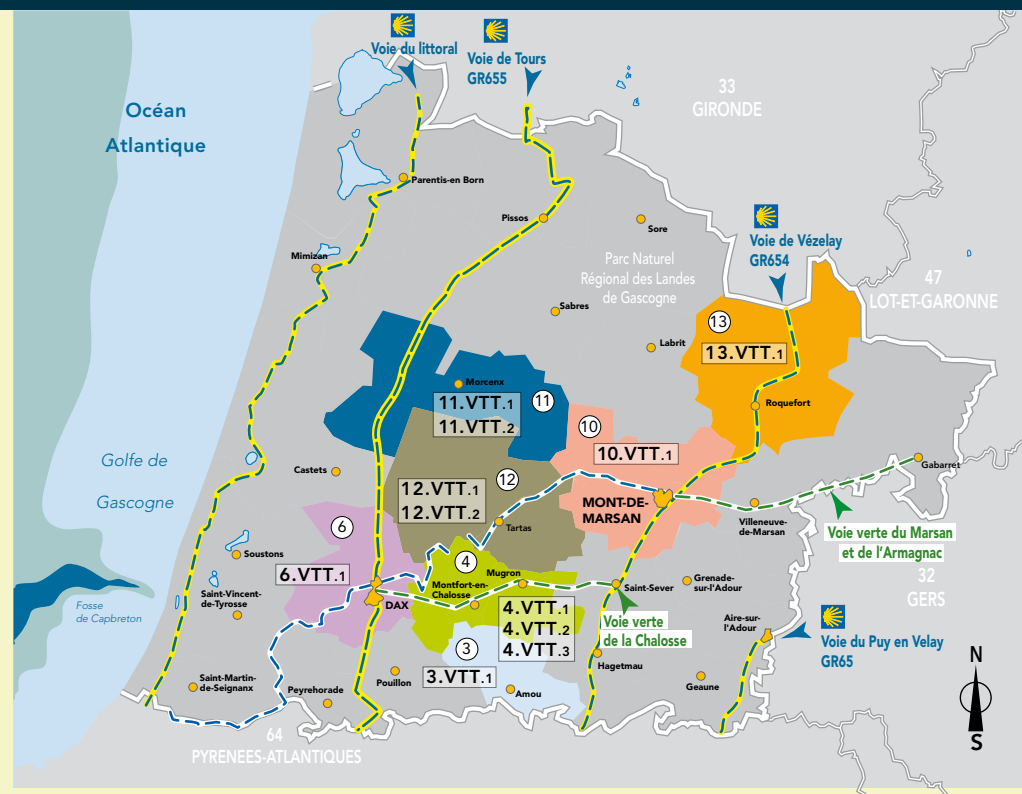 Voie du littoral
Voie de Tours
GR655
33
GIRONDE
Océan
Atlantique
Parentis-en Born
Pissos
Sore
Voie de Vézelay
GR654
Mimizan
Parc Naturel
Régional des Landes
de Gascogne
47
LOT-ET-GARONNE
Sabres
13
Labrit
13.VTT.1
Morcenx
11
11.VTT.1
11.VTT.2
Roquefort
10
10.VTT.1
Golfe de
Gascogne
Castets
12
12.VTT.1
12.VTT.2
Gabarret
MONT-DE-
MARSAN
Villeneuve-
de-Marsan
Tartas
6
Voie verte du Marsan
et de l'Armagnac
Soustons
4
6.VTT.1
Mugron
Montfort-en-
Chalosse
Saint-Sever
Grenade-
sur-l'Adour
32
GERS
Saint-Vincent-
de-Tyrosse
DAX
Fosse
de Capbreton
4.VTT.1
4.VTT.2
4.VTT.3
Voie verte
de la Chalosse
Aire-sur-
l'Adour
Voie du Puy en Velay
GR65
3
3.VTT.1
Hagetmau
Pouillon
Saint-Martin-
de-Seignanx
Peyrehorade
Amou
Geaune
N
S
64
PYRENEES-ATLANTIQUES